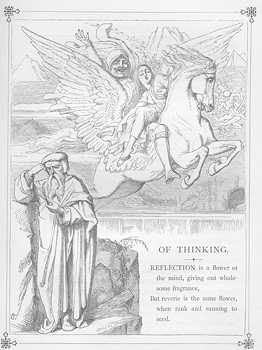 OF THINKING.
REFLECTION is a flower of
the mind, giving out whole-
some fragrance,
But reverie is the same flower,
when rank and running to
seed.